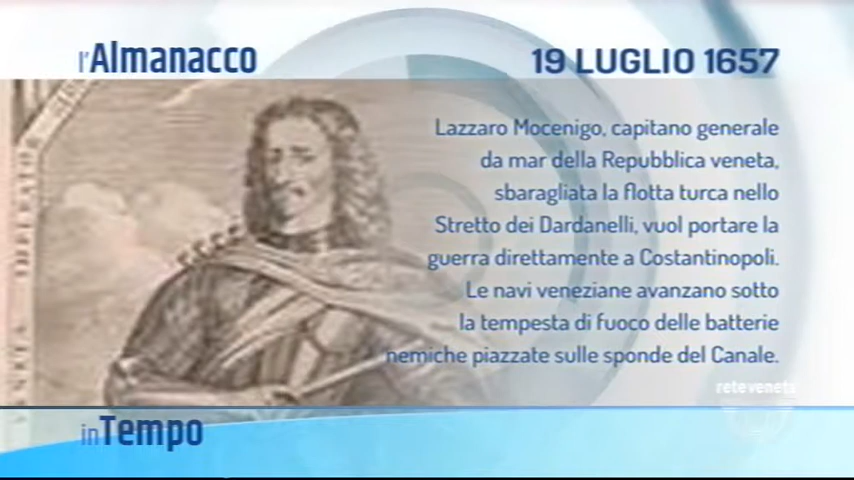 l'Almanacco
19 LUGLIO 1657
Lazzaro Mocenigo, capitano generale
da mar della Repubblica veneta,
sbaragliata la flotta turca nello
Stretto dei Dardanelli, vuol portare la
guerra direttamente a Costantinopoli.
Le navi veneziane avanzano sotto
la tempesta di fuoco delle batterie
nemiche piazzate sulle sponde del Canale.
reteveneta
inTempo